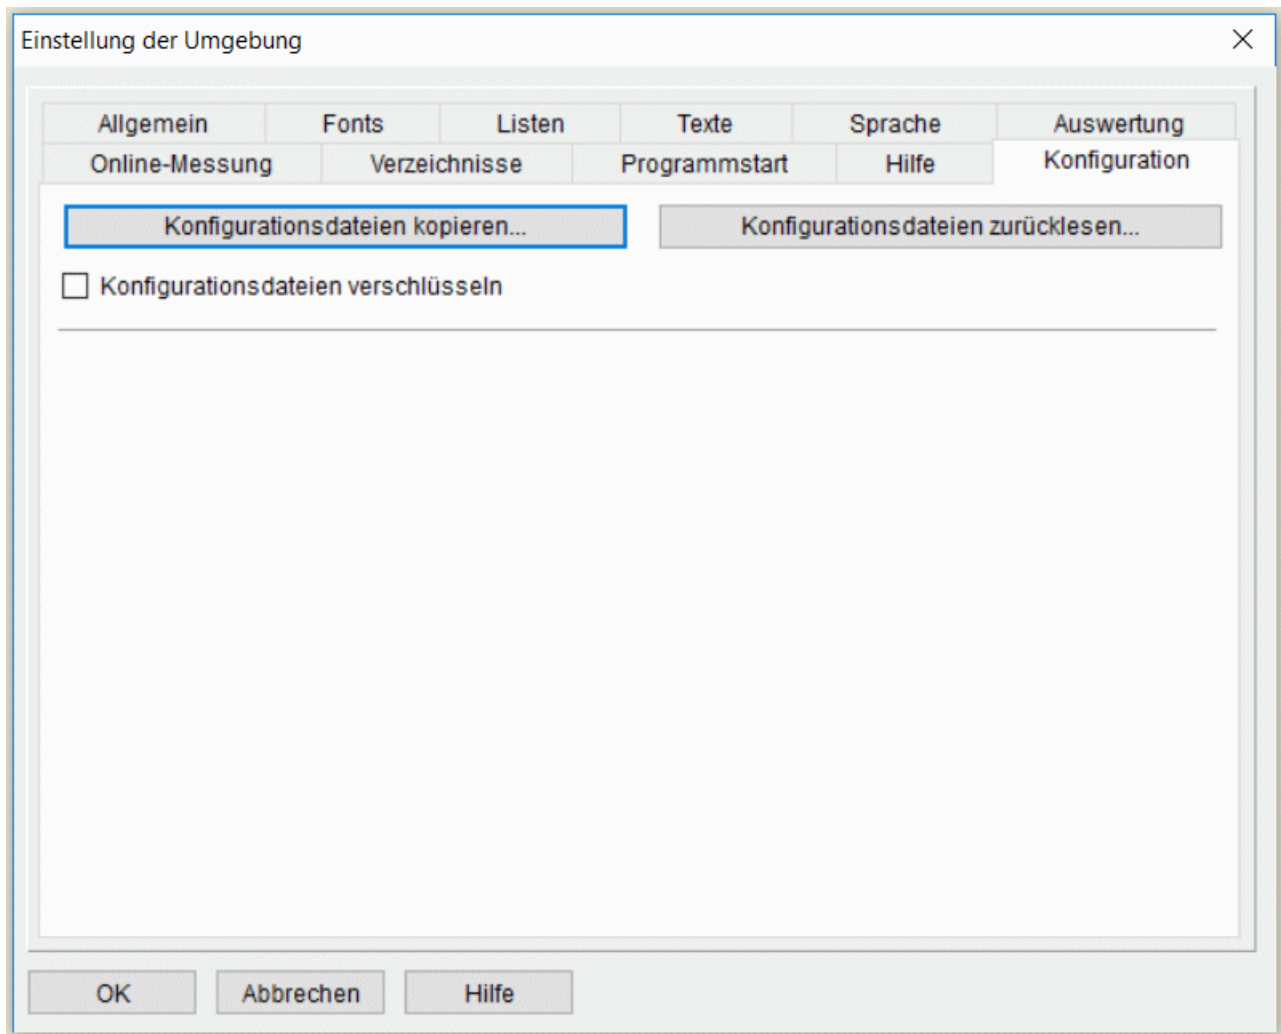 Einstellung der Umgebung
Allgemein Fonts Listen Texte Sprache Auswertung
Online-Messung Verzeichnisse Programmstart Hilfe Konfiguration
Konfigurationsdateien kopieren... Konfigurationsdateien zurücklesen...
Konfigurationsdateien verschlüsseln
OK Abbrechen Hilfe